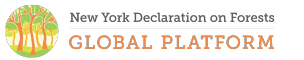 New York Declaration on Forests
GLOBAL PLATFORM